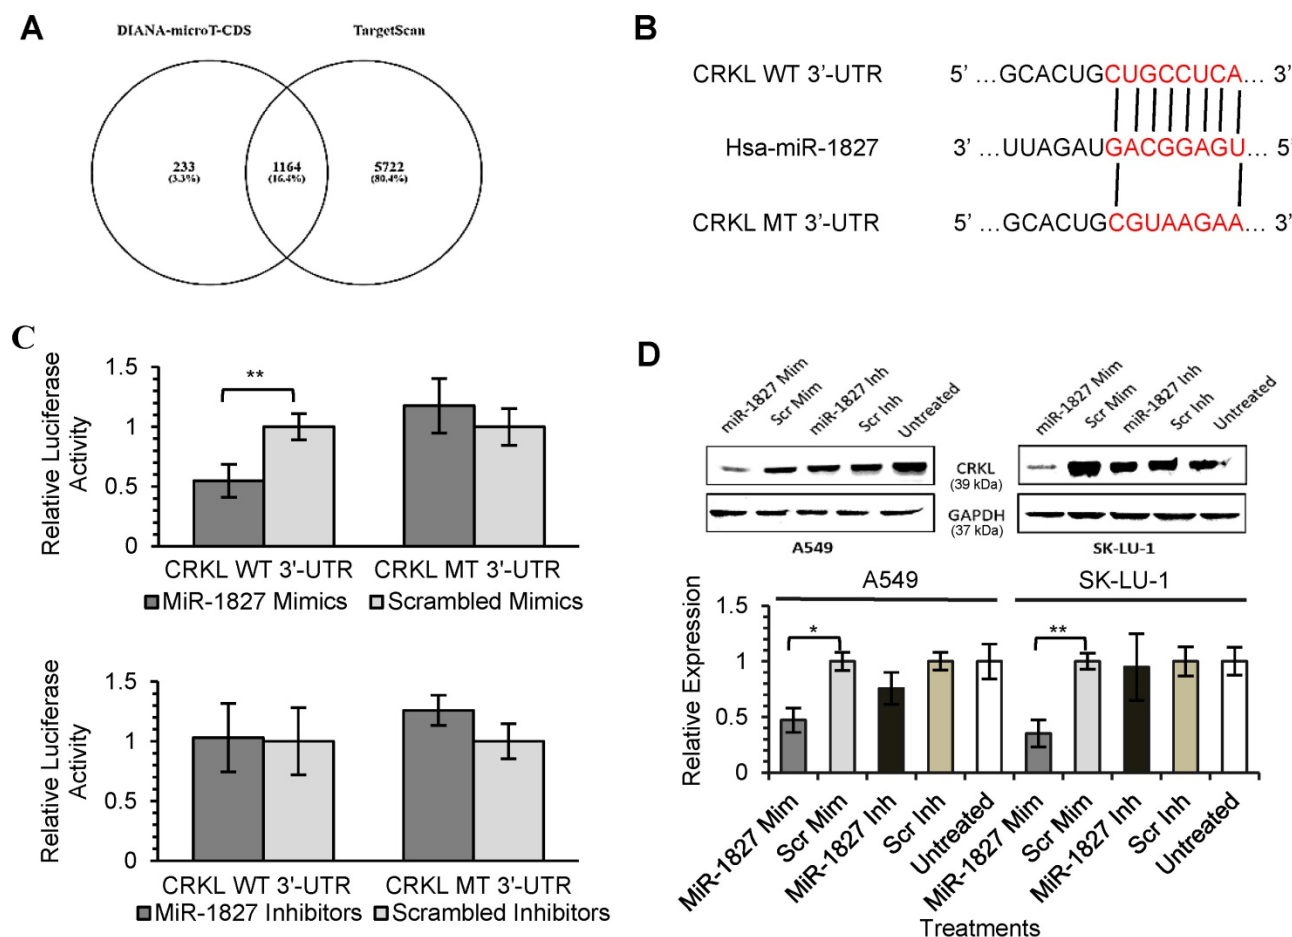 A
DIANA-microT-CDS TargetScan
233
(3.3%)
1164
(16.4%)
5722
(80.4%)
B
CRKL WT 3'-UTR 5' ...GCACUGCUGCCUCA... 3'
Hsa-miR-1827 3' ...UUAGAUGACGGAGU... 5'
CRKL MT 3'-UTR 5' ...GCACUGCGUAAGAA... 3'
C
Relative Luciferase
Activity
1.5
1
0.5
0
**
CRKL WT 3'-UTR CRKL MT 3'-UTR
MiR-1827 Mimics Scrambled Mimics
Relative Luciferase
Activity
1.5
1
0.5
0
CRKL WT 3'-UTR CRKL MT 3'-UTR
MiR-1827 Inhibitors Scrambled Inhibitors
D
miR-1827 Mim
Scr Mim
miR-1827 Inh
Scr Inh
Untreated
miR-1827 Mim
Scr Mim
miR-1827 Inh
Scr Inh
Untreated
CRKL
(39 kDa)
GAPDH
(37 kDa)
A549 SK-LU-1
A549 SK-LU-1
Relative Expression
1.5
1
0.5
0
* **
MiR-1827 Mim
Scr Mim
MiR-1827 Inh
Scr Inh
Untreated
MiR-1827 Mim
Scr Mim
MiR-1827 Inh
Scr Inh
Untreated
Treatments